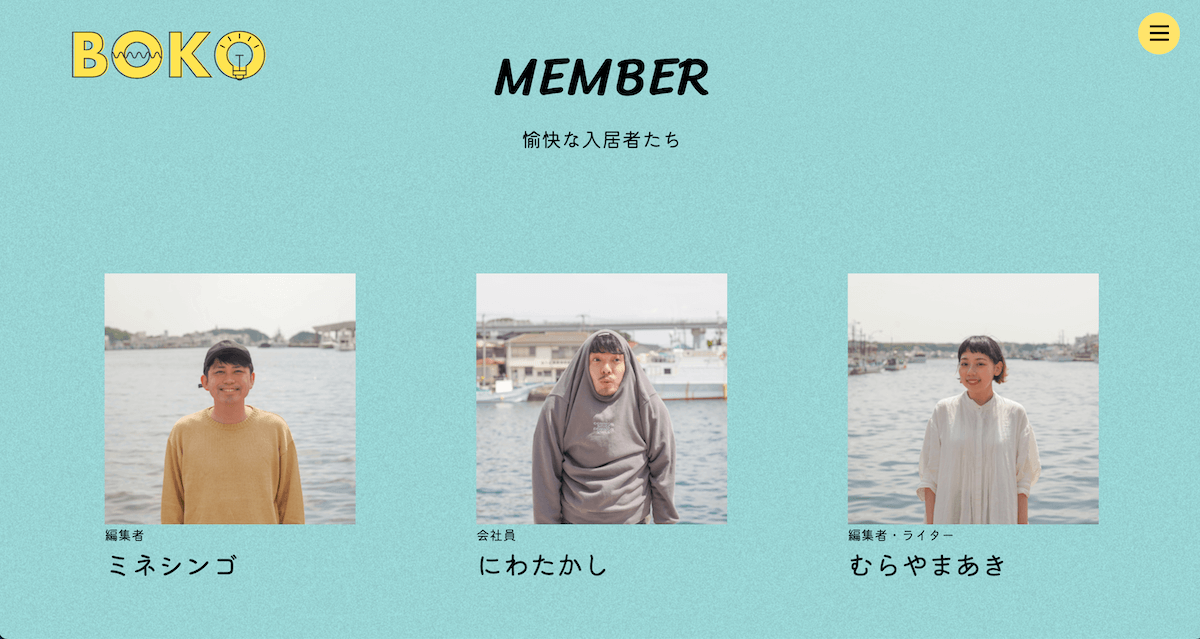 BOKO
MEMBER
愉快な入居者たち
編集者
ミネシンゴ
会社員
にわたかし
編集者・ライター
むらやまあき